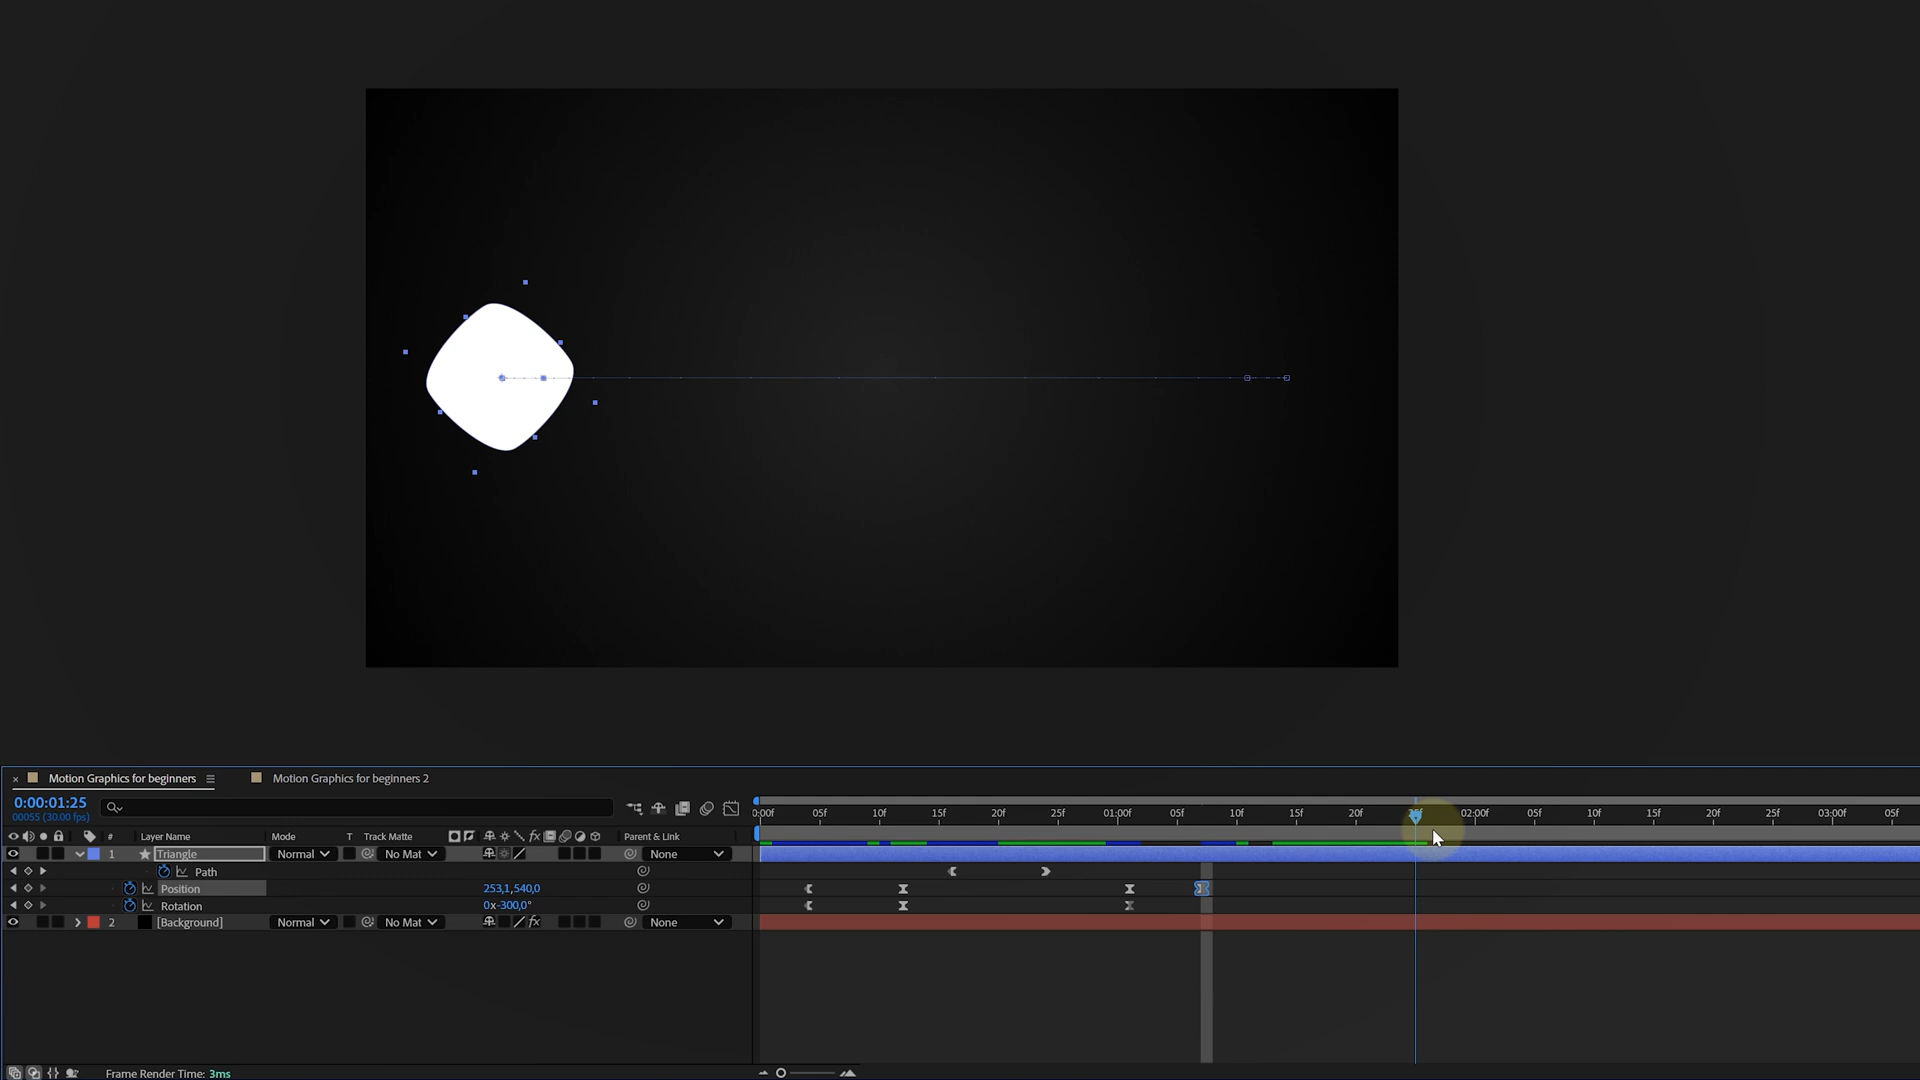 × Motion Graphics for beginners Motion Graphics for beginners 2
0:00:01:25
00055 (30.00 fps)
0:00f 05f 10f 15f 20f 01:00f 05f 10f 15f 20f 02:00f 05f 10f 15f 20f 25f 03:00f 05f
# Layer Name Mode T Track Matte fx Parent & Link
1 Triangle Normal No Mat None
Path
Position 253,1,540,0
Rotation 0x-300,0°
2 [Background] Normal No Mat fx None
Frame Render Time: 3ms